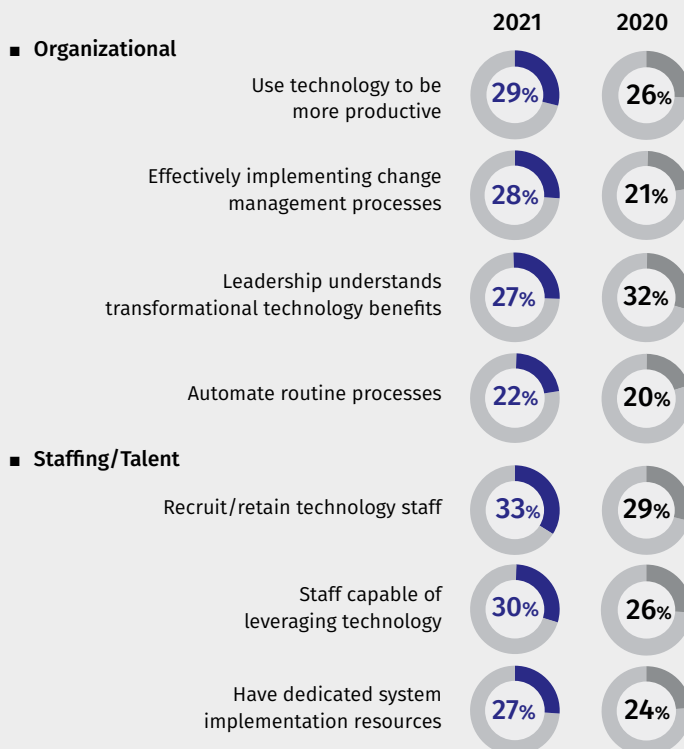 2021 2020
■ Organizational
Use technology to be
more productive
29% 26%
Effectively implementing change
management processes
28% 21%
Leadership understands
transformational technology benefits
27% 32%
Automate routine processes
22% 20%
■ Staffing/Talent
Recruit/retain technology staff
33% 29%
Staff capable of
leveraging technology
30% 26%
Have dedicated system
implementation resources
27% 24%